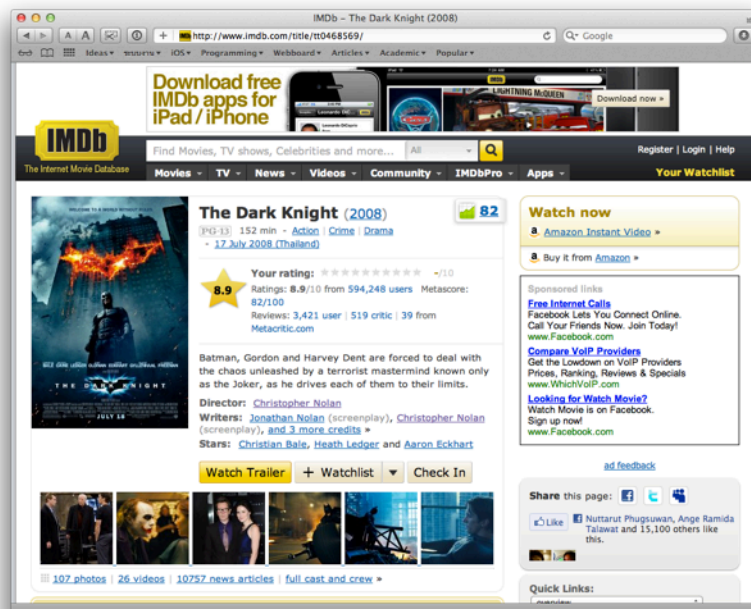 IMDb – The Dark Knight (2008)
A A
http://www.imdb.com/title/tt0468569/
Google
Ideas iOS Programming Webboard Articles Academic Popular
Download free
IMDb apps for
iPad / iPhone
LIGHTNING McQUEEN
Download now »
IMDb
The Internet Movie Database
Find Movies, TV shows, Celebrities and more...
All
Register | Login | Help
Movies TV News Videos Community IMDbPro Apps
Your Watchlist
WELCOME TO A WORLD WITHOUT RULES
THE DARK KNIGHT
JULY 18
The Dark Knight (2008)
82
PG-13 152 min - Action | Crime | Drama
- 17 July 2008 (Thailand)
8.9
Your rating: -/10
Ratings: 8.9/10 from 594,248 users Metascore:
82/100
Reviews: 3,421 user | 519 critic | 39 from
Metacritic.com
Batman, Gordon and Harvey Dent are forced to deal with
the chaos unleashed by a terrorist mastermind known only
as the Joker, as he drives each of them to their limits.
Director: Christopher Nolan
Writers: Jonathan Nolan (screenplay), Christopher Nolan
(screenplay), and 3 more credits »
Stars: Christian Bale, Heath Ledger and Aaron Eckhart
Watch Trailer
+ Watchlist
Check In
107 photos | 26 videos | 10757 news articles | full cast and crew »
Watch now
Amazon Instant Video »
Buy it from Amazon »
Sponsored links
Free Internet Calls
Facebook Lets You Connect Online.
Call Your Friends Now. Join Today!
www.Facebook.com
Compare VoIP Providers
Get the Lowdown on VoIP Providers
Prices, Ranking, Reviews & Specials
www.WhichVoIP.com
Looking for Watch Movie?
Watch Movie is on Facebook.
Sign up now!
www.Facebook.com
ad feedback
Share this page:
Like
Nuttarut Phugsuwan, Ange Ramida
Talawat and 15,100 others like
this.
Quick Links:
overview